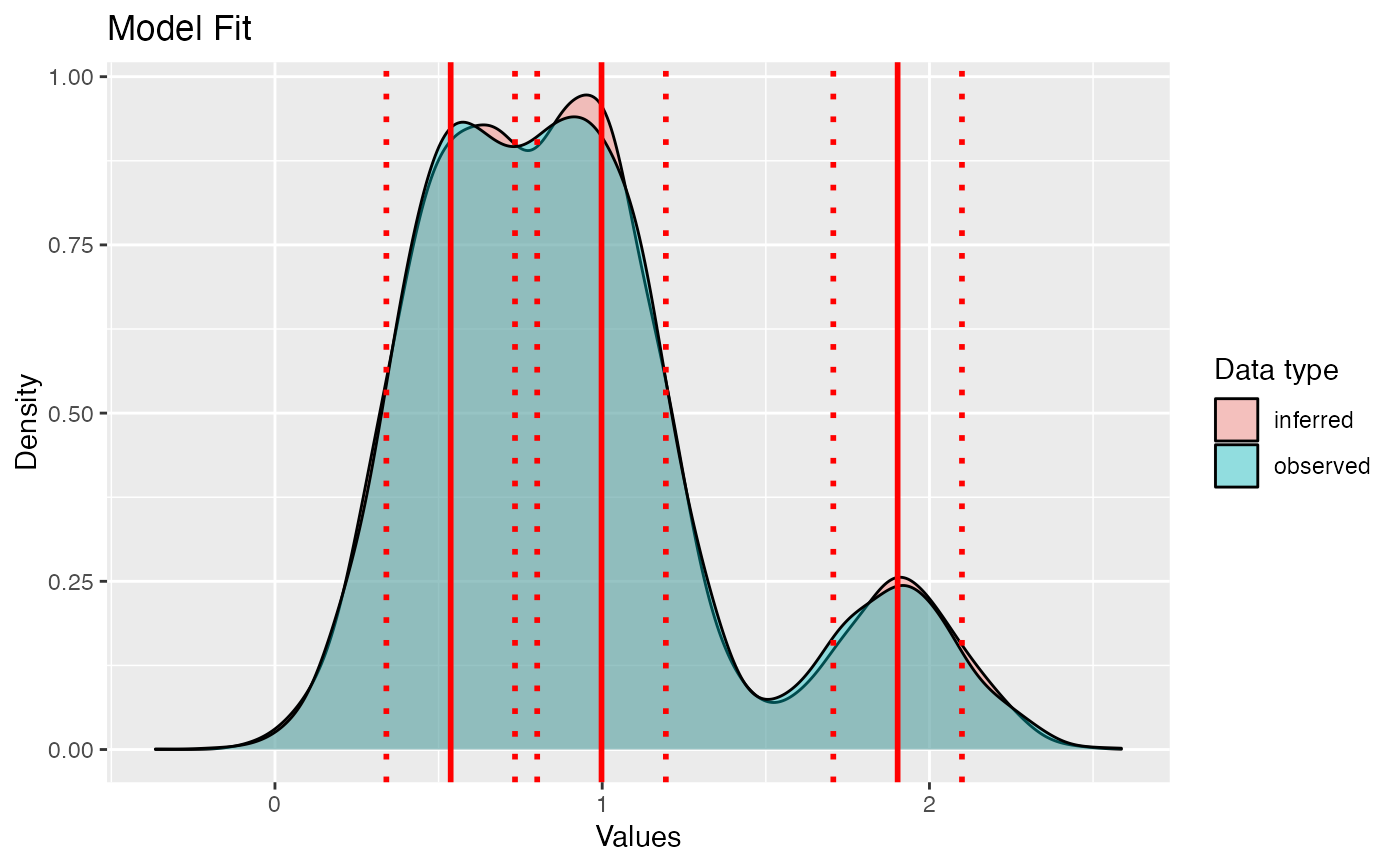 Model Fit
1.00
0.75
0.50
0.25
0.00
Density
0 1 2
Values
Data type
inferred
observed